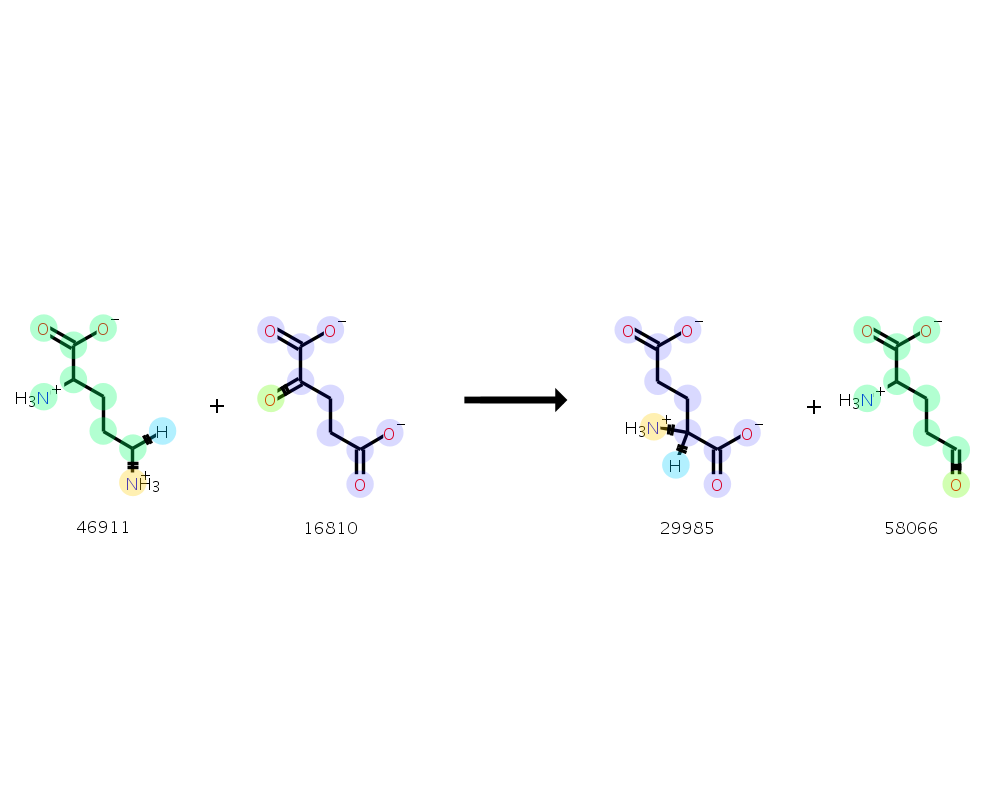 O O−
H3N+
H
NH3+
46911
+
O O−
O
O−
O
16810
O O−
H3N+
H
O−
O
29985
+
O O−
H3N+
O
58066